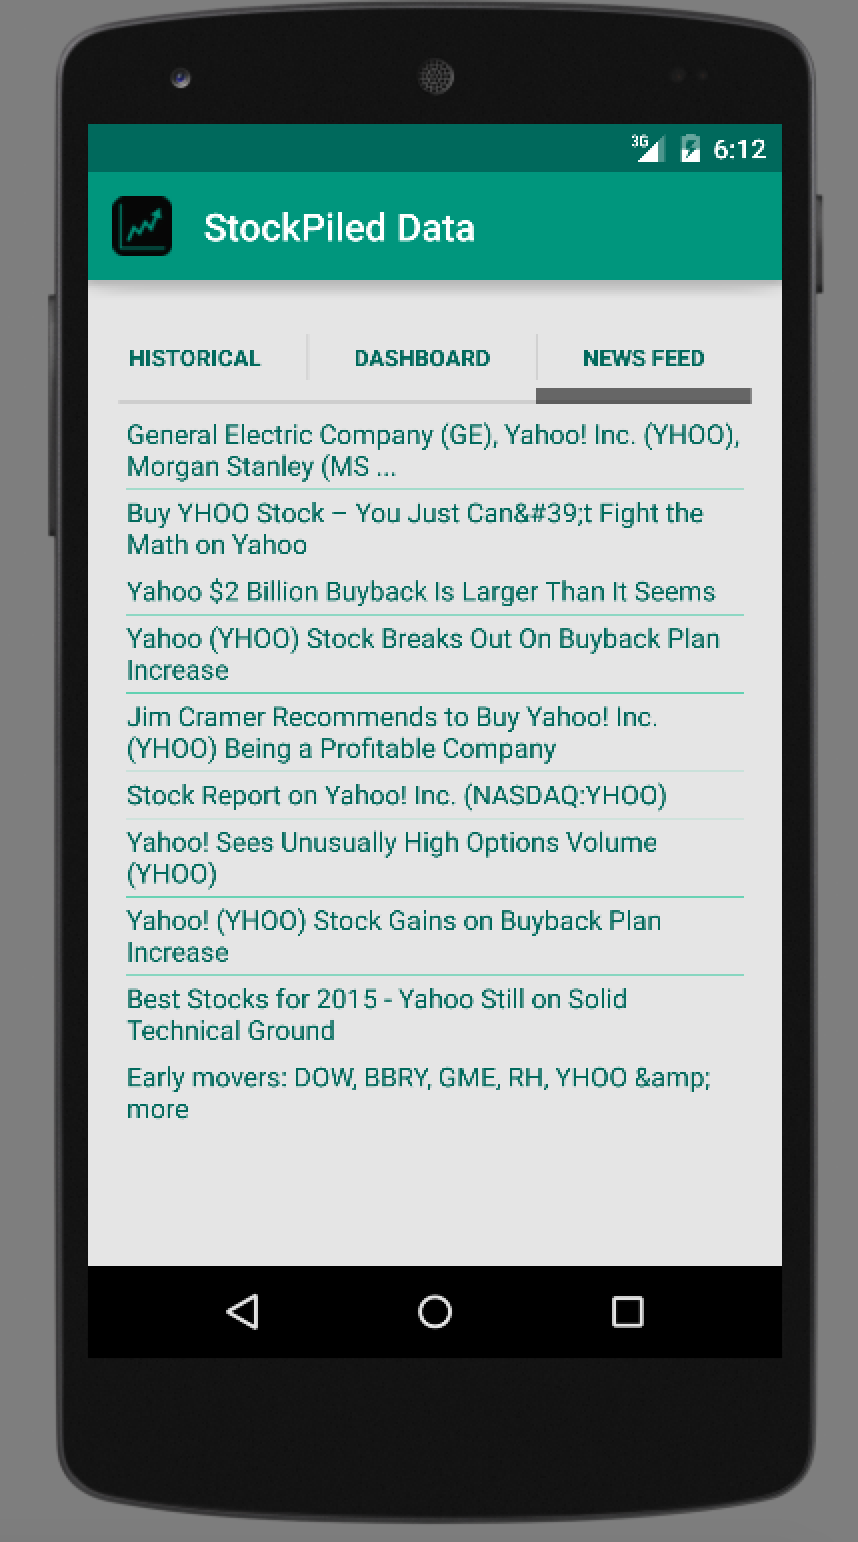 3G 6:12
StockPiled Data
HISTORICAL DASHBOARD NEWS FEED
General Electric Company (GE), Yahoo! Inc. (YHOO),
Morgan Stanley (MS ...
Buy YHOO Stock – You Just Can&#39;t Fight the
Math on Yahoo
Yahoo $2 Billion Buyback Is Larger Than It Seems
Yahoo (YHOO) Stock Breaks Out On Buyback Plan
Increase
Jim Cramer Recommends to Buy Yahoo! Inc.
(YHOO) Being a Profitable Company
Stock Report on Yahoo! Inc. (NASDAQ:YHOO)
Yahoo! Sees Unusually High Options Volume
(YHOO)
Yahoo! (YHOO) Stock Gains on Buyback Plan
Increase
Best Stocks for 2015 - Yahoo Still on Solid
Technical Ground
Early movers: DOW, BBRY, GME, RH, YHOO &amp;
more